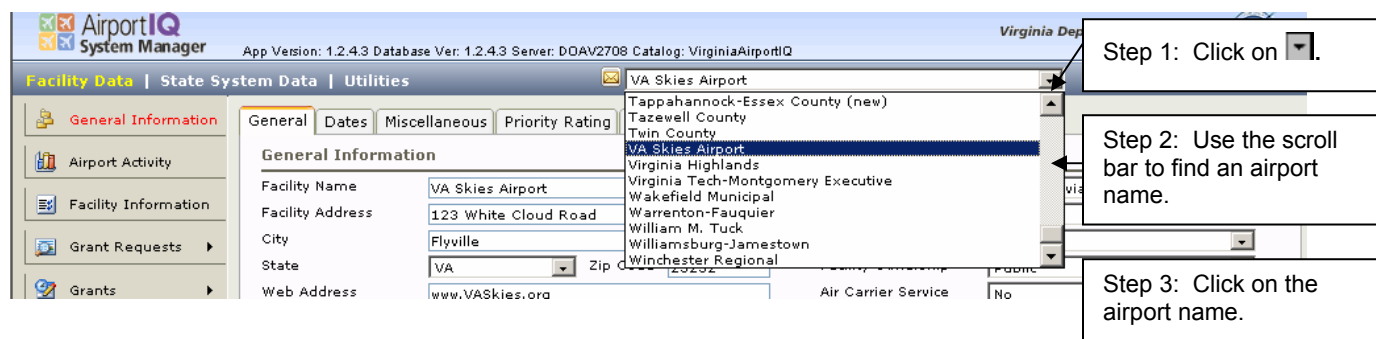 AirportIQ
System Manager
App Version: 1.2.4.3 Database Ver: 1.2.4.3 Server: DOAV2708 Catalog: VirginiaAirportIQ
Virginia
Facility Data | State System Data | Utilities
VA Skies Airport
Step 1: Click on .
General Information
Airport Activity
Facility Information
Grant Requests
Grants
General Dates Miscellaneous Priority Rating
General Information
Facility Name VA Skies Airport
Facility Address 123 White Cloud Road
City Flyville
State VA Zip
Web Address www.VASkies.org
Air Carrier Service No
Tappahannock-Essex County (new)
Tazewell County
Twin County
VA Skies Airport
Virginia Highlands
Virginia Tech-Montgomery Executive
Wakefield Municipal
Warrenton-Fauquier
William M. Tuck
Williamsburg-Jamestown
Winchester Regional
Step 2: Use the scroll
bar to find an airport
name.
Step 3: Click on the
airport name.